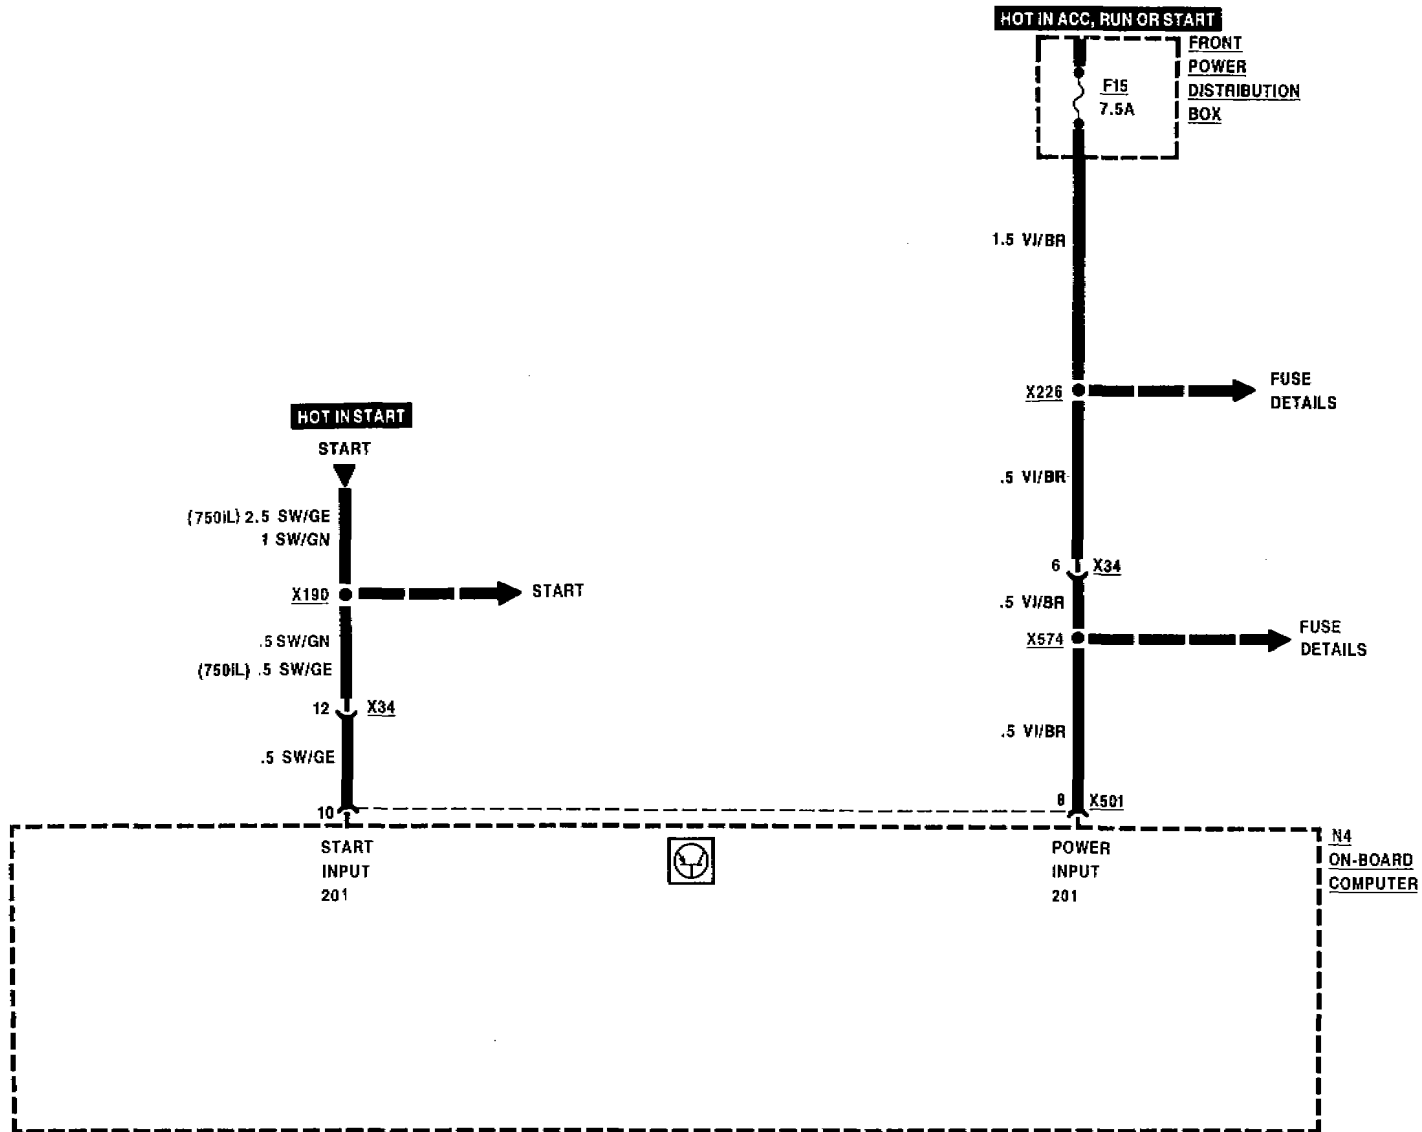 HOT IN ACC, RUN OR START
FRONT
POWER
DISTRIBUTION
BOX
F15
7.5A
1.5 VI/BR
X226
FUSE
DETAILS
.5 VI/BR
6
X34
.5 VI/BR
X574
FUSE
DETAILS
.5 VI/BR
8
X501
HOT IN START
START
(750iL) 2.5 SW/GE
1 SW/GN
X190
START
.5 SW/GN
(750iL) .5 SW/GE
12
X34
.5 SW/GE
10
START
INPUT
201
POWER
INPUT
201
N4
ON-BOARD
COMPUTER